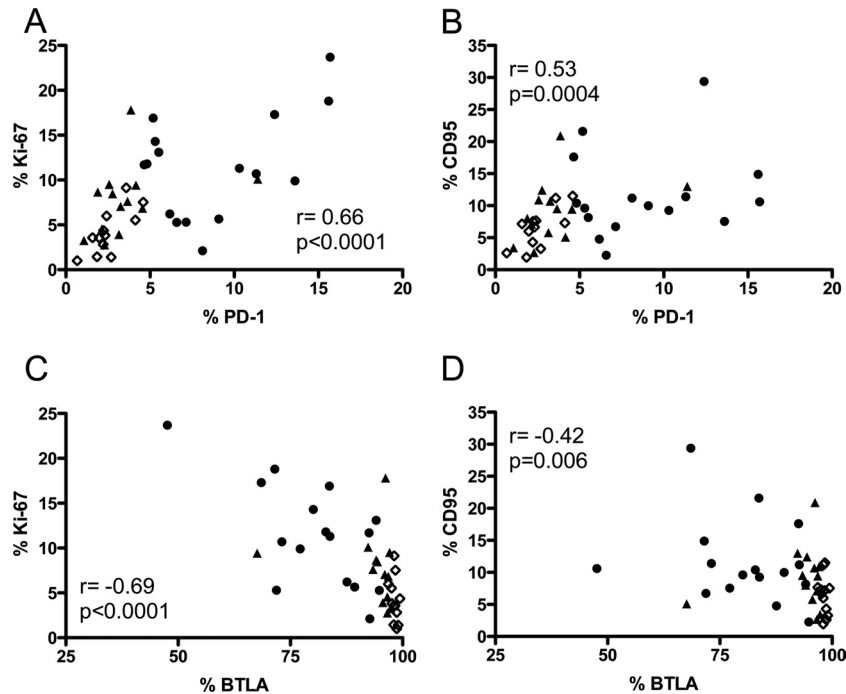 A
25
20
15
10
5
0
% Ki-67
r= 0.66
p<0.0001
0
5
10
15
20
% PD-1
B
35
30
25
20
15
10
5
0
% CD95
r= 0.53
p=0.0004
0
5
10
15
20
% PD-1
C
25
20
15
10
5
0
% Ki-67
r= -0.69
p<0.0001
25
50
75
100
% BTLA
D
35
30
25
20
15
10
5
0
% CD95
r= -0.42
p=0.006
25
50
75
100
% BTLA